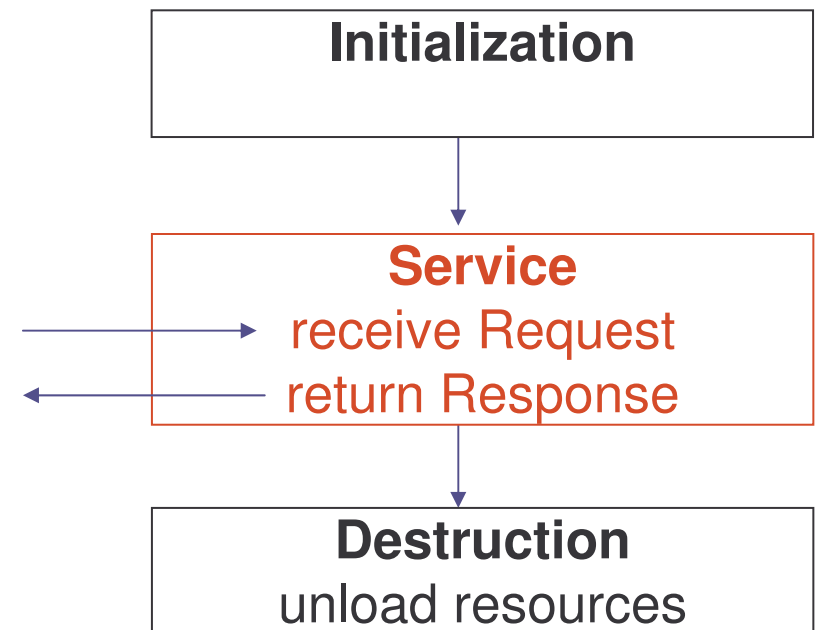 Initialization
Service
receive Request
return Response
Destruction
unload resources